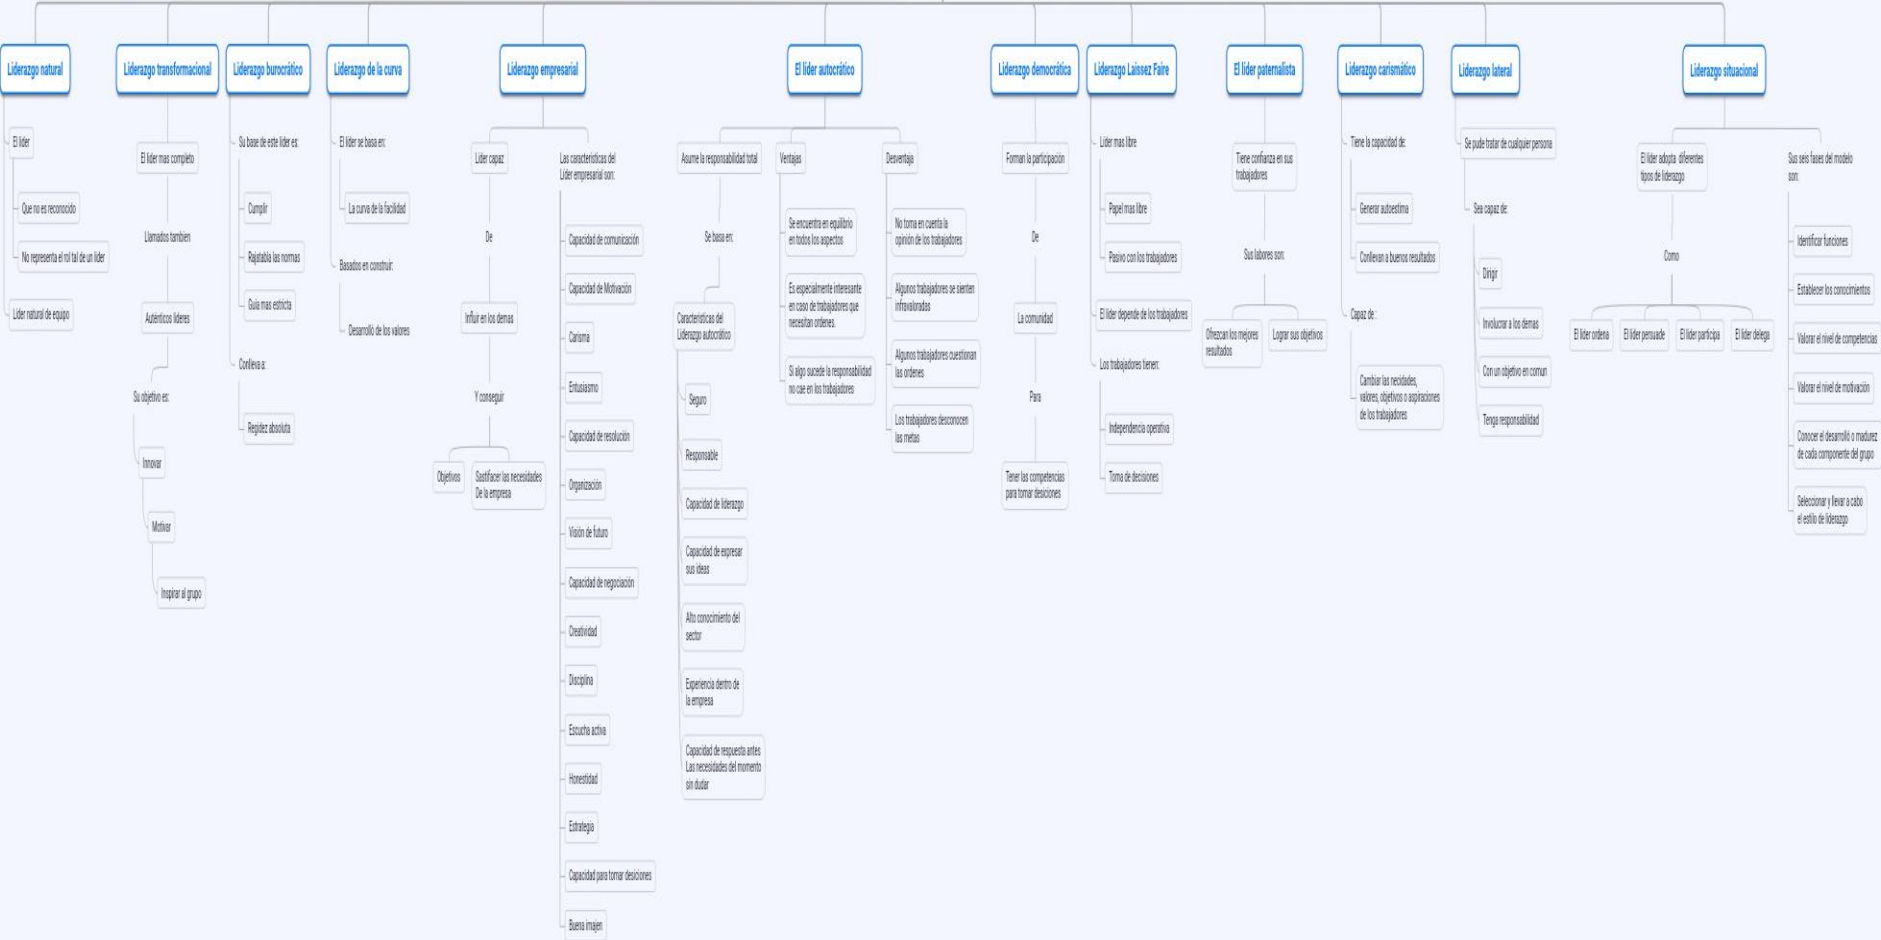 Liderazgo natural
El líder
Que no es reconocido
No representa el rol tal de un líder
Líder natural de equipo
Liderazgo transformacional
El líder mas completo
Llamados tambien
Auténticos líderes
Su objetivo es:
Innovar
Motivar
Inspirar al grupo
Liderazgo burocrático
Su base de este líder es:
Cumplir
Rajatabla las normas
Guía mas estricta
Conlleva a:
Regidez absoluta
Liderazgo de la curva
El líder se basa en:
La curva de la facilidad
Basados en construir:
Desarrolló de los valores
Liderazgo empresarial
Líder capaz
De
Influir en los demas
Y conseguir
Objetivos
Sastifacer las necesidades
De la empresa
Las características del
Líder empresarial son:
Capacidad de comunicación
Capacidad de Motivación
Carisma
Entusiasmo
Capacidad de resolución
Organización
Visión de futuro
Capacidad de negociación
Creatividad
Disciplina
Escucha activa
Honestidad
Estrategia
Capacidad para tomar desiciones
Buena imajen
El líder autocrático
Asume la responsabilidad total
Se basa en:
Características del
Liderazgo autocrático
Seguro
Responsable
Capacidad de liderazgo
Capacidad de expresar
sus ideas
Alto conocimiento del
sector
Experiencia dentro de
la empresa
Capacidad de respuesta antes
Las necesidades del momento
sin dudar
Ventajas
Se encuentra en equilibrio
en todos los aspectos
Es especialmente interesante
en caso de trabajadores que
necesitan ordenes.
Si algo sucede la responsabilidad
no cae en los trabajadores
Desventaja
No toma en cuenta la
opinión de los trabajadores
Algunos trabajadores se sienten
infravaloradas
Algunos trabajadores cuestionan
las ordenes
Los trabajadores desconocen
las metas
Liderazgo democrática
Forman la participación
De
La comunidad
Para
Tener las competencias
para tomar desiciones
Liderazgo Laissez Faire
Líder mas libre
Papel mas libre
Pasivo con los trabajadores
El líder depende de los trabajadores
Los trabajadores tienen:
Independencia operativa
Toma de decisiones
El líder paternalista
Tiene confianza en sus
trabajadores
Sus labores son:
Ofrezcan los mejores
resultados
Lograr sus objetivos
Liderazgo carismático
Tiene la capacidad de:
Generar autoestima
Conllevan a buenos resultados
Capaz de :
Cambiar las necidades,
valores, objetivos o aspiraciones
de los trabajadores
Liderazgo lateral
Se pude tratar de cualquier persona
Sea capaz de:
Dirigir
Involucrar a los demas
Con un objetivo en comun
Tenga responsabilidad
Liderazgo situacional
El líder adopta diferentes
tipos de liderazgo
Como
El líder ordena
El líder persuade
El líder participa
El líder delega
Sus seis fases del modelo
son:
Identificar funciones
Estableser los conocimientos
Valorar el nivel de competencias
Valorar el nivel de motivación
Conocer el desarrolló o madurez
de cada componente del grupo
Seleccionar y llevar a cabo
el estilo de liderazgo